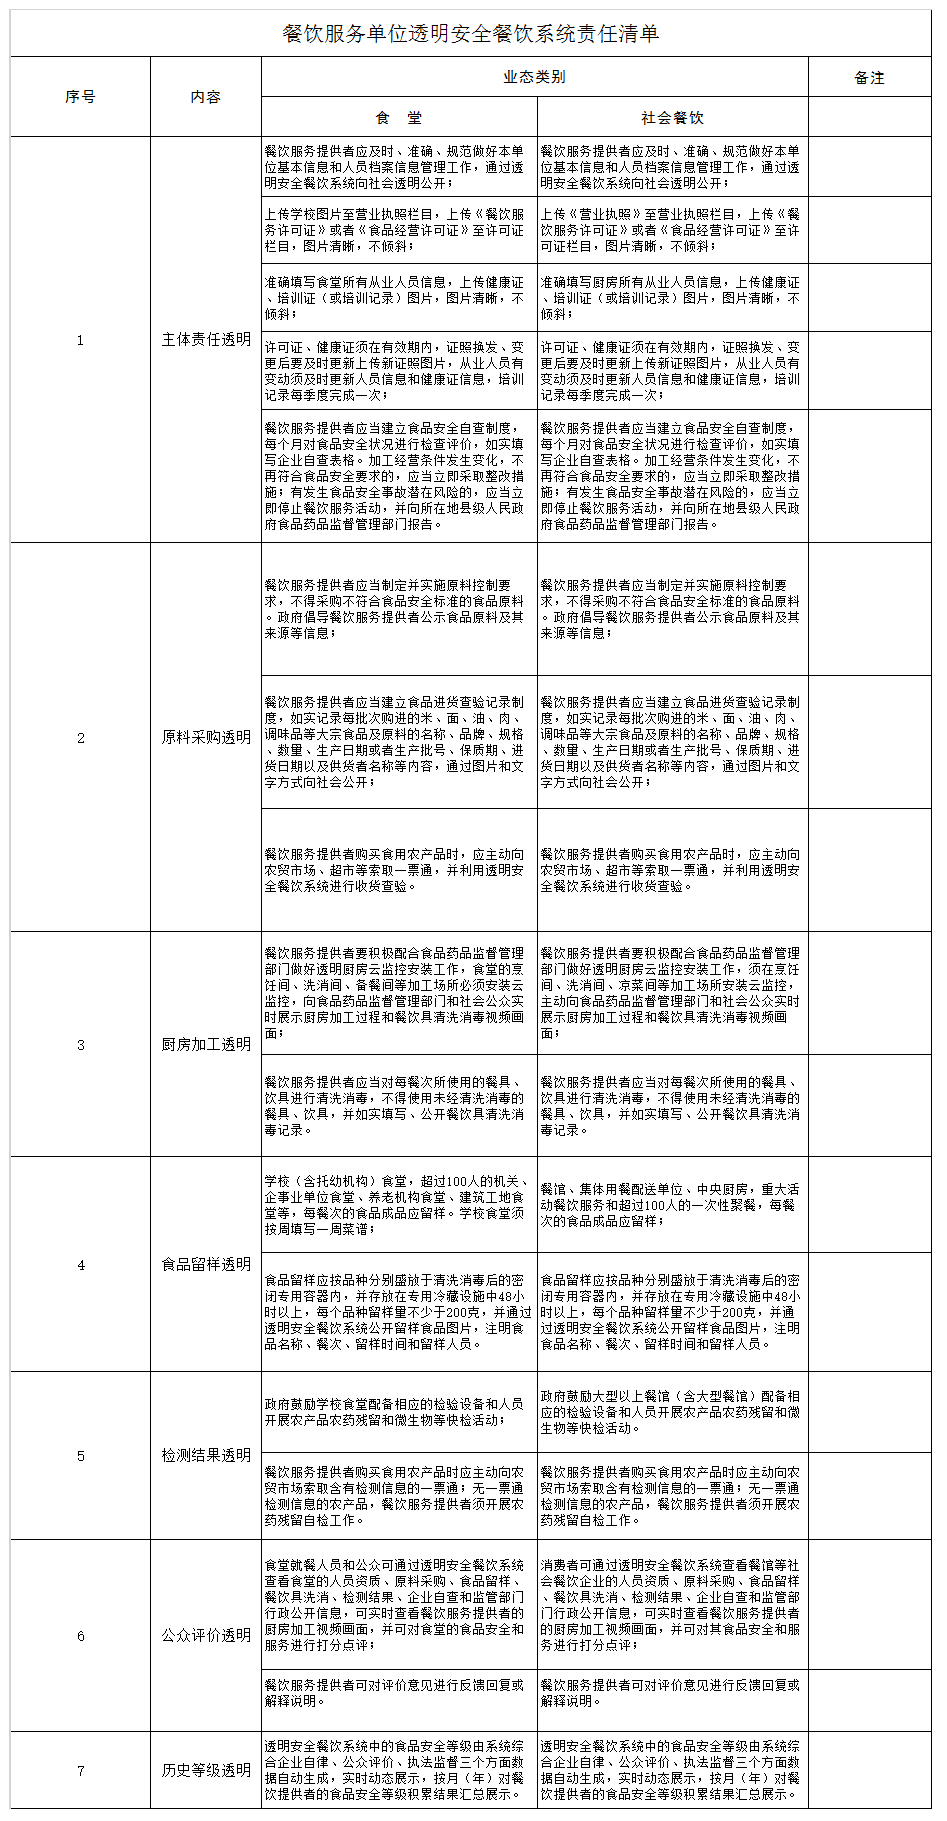 餐饮服务单位透明安全餐饮系统责任清单
序号
内容
业态类别
备注
食 堂
社会餐饮
1
主体责任透明
餐饮服务提供者应及时、准确、规范做好本单
位基本信息和人员档案信息管理工作，通过透
明安全餐饮系统向社会透明公开；
餐饮服务提供者应及时、准确、规范做好本单
位基本信息和人员档案信息管理工作，通过透
明安全餐饮系统向社会透明公开；
上传学校图片至营业执照栏目，上传《餐饮服
务许可证》或者《食品经营许可证》至许可证
栏目，图片清晰，不倾斜；
上传《营业执照》至营业执照栏目，上传《餐
饮服务许可证》或者《食品经营许可证》至许
可证栏目，图片清晰，不倾斜；
准确填写食堂所有从业人员信息，上传健康证
、培训证（或培训记录）图片，图片清晰，不
倾斜；
准确填写厨房所有从业人员信息，上传健康证
、培训证（或培训记录）图片，图片清晰，不
倾斜；
许可证、健康证须在有效期内，证照换发、变
更后要及时更新上传新证照图片，从业人员有
变动须及时更新人员信息和健康证信息，培训
记录每季度完成一次；
许可证、健康证须在有效期内，证照换发、变
更后要及时更新上传新证照图片，从业人员有
变动须及时更新人员信息和健康证信息，培训
记录每季度完成一次；
餐饮服务提供者应当建立食品安全自查制度，
每个月对食品安全状况进行检查评价，如实填
写企业自查表格。加工经营条件发生变化，不
再符合食品安全要求的，应当立即采取整改措
施；有发生食品安全事故潜在风险的，应当立
即停止餐饮服务活动，并向所在地县级人民政
府食品药品监督管理部门报告。
餐饮服务提供者应当建立食品安全自查制度，
每个月对食品安全状况进行检查评价，如实填
写企业自查表格。加工经营条件发生变化，不
再符合食品安全要求的，应当立即采取整改措
施；有发生食品安全事故潜在风险的，应当立
即停止餐饮服务活动，并向所在地县级人民政
府食品药品监督管理部门报告。
2
原料采购透明
餐饮服务提供者应当制定并实施原料控制要
求，不得采购不符合食品安全标准的食品原料
。政府倡导餐饮服务提供者公示食品原料及其
来源等信息；
餐饮服务提供者应当制定并实施原料控制要
求，不得采购不符合食品安全标准的食品原料
。政府倡导餐饮服务提供者公示食品原料及其
来源等信息；
餐饮服务提供者应当建立食品进货查验记录制
度，如实记录每批次购进的米、面、油、肉、
调味品等大宗食品及原料的名称、品牌、规格
、数量、生产日期或者生产批号、保质期、进
货日期以及供货者名称等内容，通过图片和文
字方式向社会公开；
餐饮服务提供者应当建立食品进货查验记录制
度，如实记录每批次购进的米、面、油、肉、
调味品等大宗食品及原料的名称、品牌、规格
、数量、生产日期或者生产批号、保质期、进
货日期以及供货者名称等内容，通过图片和文
字方式向社会公开；
餐饮服务提供者购买食用农产品时，应主动向
农贸市场、超市等索取一票通，并利用透明安
全餐饮系统进行收货查验。
餐饮服务提供者购买食用农产品时，应主动向
农贸市场、超市等索取一票通，并利用透明安
全餐饮系统进行收货查验。
3
厨房加工透明
餐饮服务提供者要积极配合食品药品监督管理
部门做好透明厨房云监控安装工作，食堂的烹
饪间、洗消间、备餐间等加工场所必须安装云
监控，向食品药品监督管理部门和社会公众实
时展示厨房加工过程和餐饮具清洗消毒视频画
面；
餐饮服务提供者要积极配合食品药品监督管理
部门做好透明厨房云监控安装工作，须在烹饪
间、洗消间、凉菜间等加工场所安装云监控，
主动向食品药品监督管理部门和社会公众实时
展示厨房加工过程和餐饮具清洗消毒视频画
面；
餐饮服务提供者应当对每餐次所使用的餐具、
饮具进行清洗消毒，不得使用未经清洗消毒的
餐具、饮具，并如实填写、公开餐饮具清洗消
毒记录。
餐饮服务提供者应当对每餐次所使用的餐具、
饮具进行清洗消毒，不得使用未经清洗消毒的
餐具、饮具，并如实填写、公开餐饮具清洗消
毒记录。
4
食品留样透明
学校（含托幼机构）食堂，超过100人的机关、
企事业单位食堂、养老机构食堂、建筑工地食
堂等，每餐次的食品成品应留样。学校食堂须
按周填写一周菜谱；
餐馆、集体用餐配送单位、中央厨房，重大活
动餐饮服务和超过100人的一次性聚餐，每餐
次的食品成品应留样；
食品留样应按品种分别盛放于清洗消毒后的密
闭专用容器内，并存放在专用冷藏设施中48小
时以上，每个品种留样量不少于200克，并通过
透明安全餐饮系统公开留样食品图片，注明食
品名称、餐次、留样时间和留样人员。
食品留样应按品种分别盛放于清洗消毒后的密
闭专用容器内，并存放在专用冷藏设施中48小
时以上，每个品种留样量不少于200克，并通
过透明安全餐饮系统公开留样食品图片，注明
食品名称、餐次、留样时间和留样人员。
5
检测结果透明
政府鼓励学校食堂配备相应的检验设备和人员
开展农产品农药残留和微生物等快检活动；
政府鼓励大型以上餐馆（含大型餐馆）配备相
应的检验设备和人员开展农产品农药残留和微
生物等快检活动。
餐饮服务提供者购买食用农产品时应主动向农
贸市场索取含有检测信息的一票通；无一票通
检测信息的农产品，餐饮服务提供者须开展农
药残留自检工作。
餐饮服务提供者购买食用农产品时应主动向农
贸市场索取含有检测信息的一票通；无一票通
检测信息的农产品，餐饮服务提供者须开展农
药残留自检工作。
6
公众评价透明
食堂就餐人员和公众可通过透明安全餐饮系统
查看食堂的人员资质、原料采购、食品留样、
餐饮具洗消、检测结果、企业自查和监管部门
行政公开信息，可实时查看餐饮服务提供者的
厨房加工视频画面，并可对食堂的食品安全和
服务进行打分点评；
消费者可通过透明安全餐饮系统查看餐馆等社
会餐饮企业的人员资质、原料采购、食品留样
、餐饮具洗消、检测结果、企业自查和监管部
门行政公开信息，可实时查看餐饮服务提供者
的厨房加工视频画面，并可对其食品安全和服
务进行打分点评；
餐饮服务提供者可对评价意见进行反馈回复或
解释说明。
餐饮服务提供者可对评价意见进行反馈回复或
解释说明。
7
历史等级透明
透明安全餐饮系统中的食品安全等级由系统综
合企业自律、公众评价、执法监督三个方面数
据自动生成，实时动态展示，按月（年）对餐
饮提供者的食品安全等级积累结果汇总展示。
透明安全餐饮系统中的食品安全等级由系统综
合企业自律、公众评价、执法监督三个方面数
据自动生成，实时动态展示，按月（年）对餐
饮提供者的食品安全等级积累结果汇总展示。